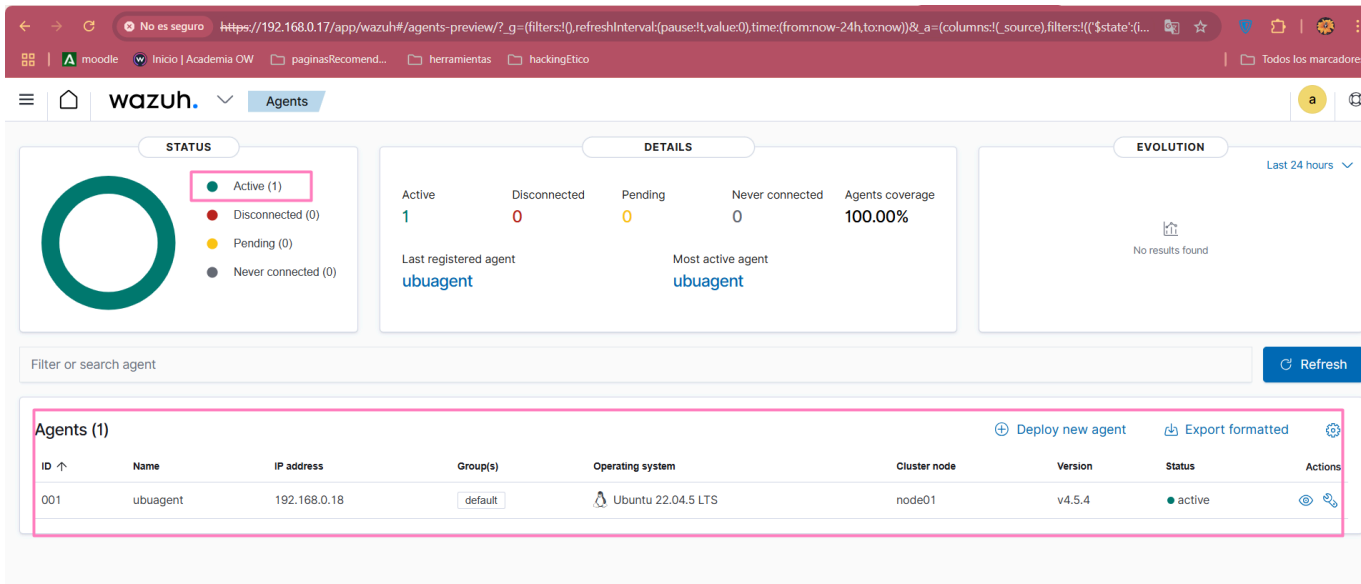 No es seguro https://192.168.0.17/app/wazuh#/agents-preview/?_g=(filters:!(),refreshInterval:(pause:!t,value:0),time:(from:now-24h,to:now))&_a=(columns:!(_source),filters:!(('$state':(i...
moodle Inicio | Academia OW paginasRecomend... herramientas hackingEtico Todos los marcadores
wazuh. Agents a
STATUS
Active (1)
Disconnected (0)
Pending (0)
Never connected (0)
DETAILS
Active Disconnected Pending Never connected Agents coverage
1 0 0 0 100.00%
Last registered agent Most active agent
ubuagent ubuagent
EVOLUTION
Last 24 hours
No results found
Filter or search agent Refresh
Agents (1) Deploy new agent Export formatted
ID Name IP address Group(s) Operating system Cluster node Version Status Actions
001 ubuagent 192.168.0.18 default Ubuntu 22.04.5 LTS node01 v4.5.4 active